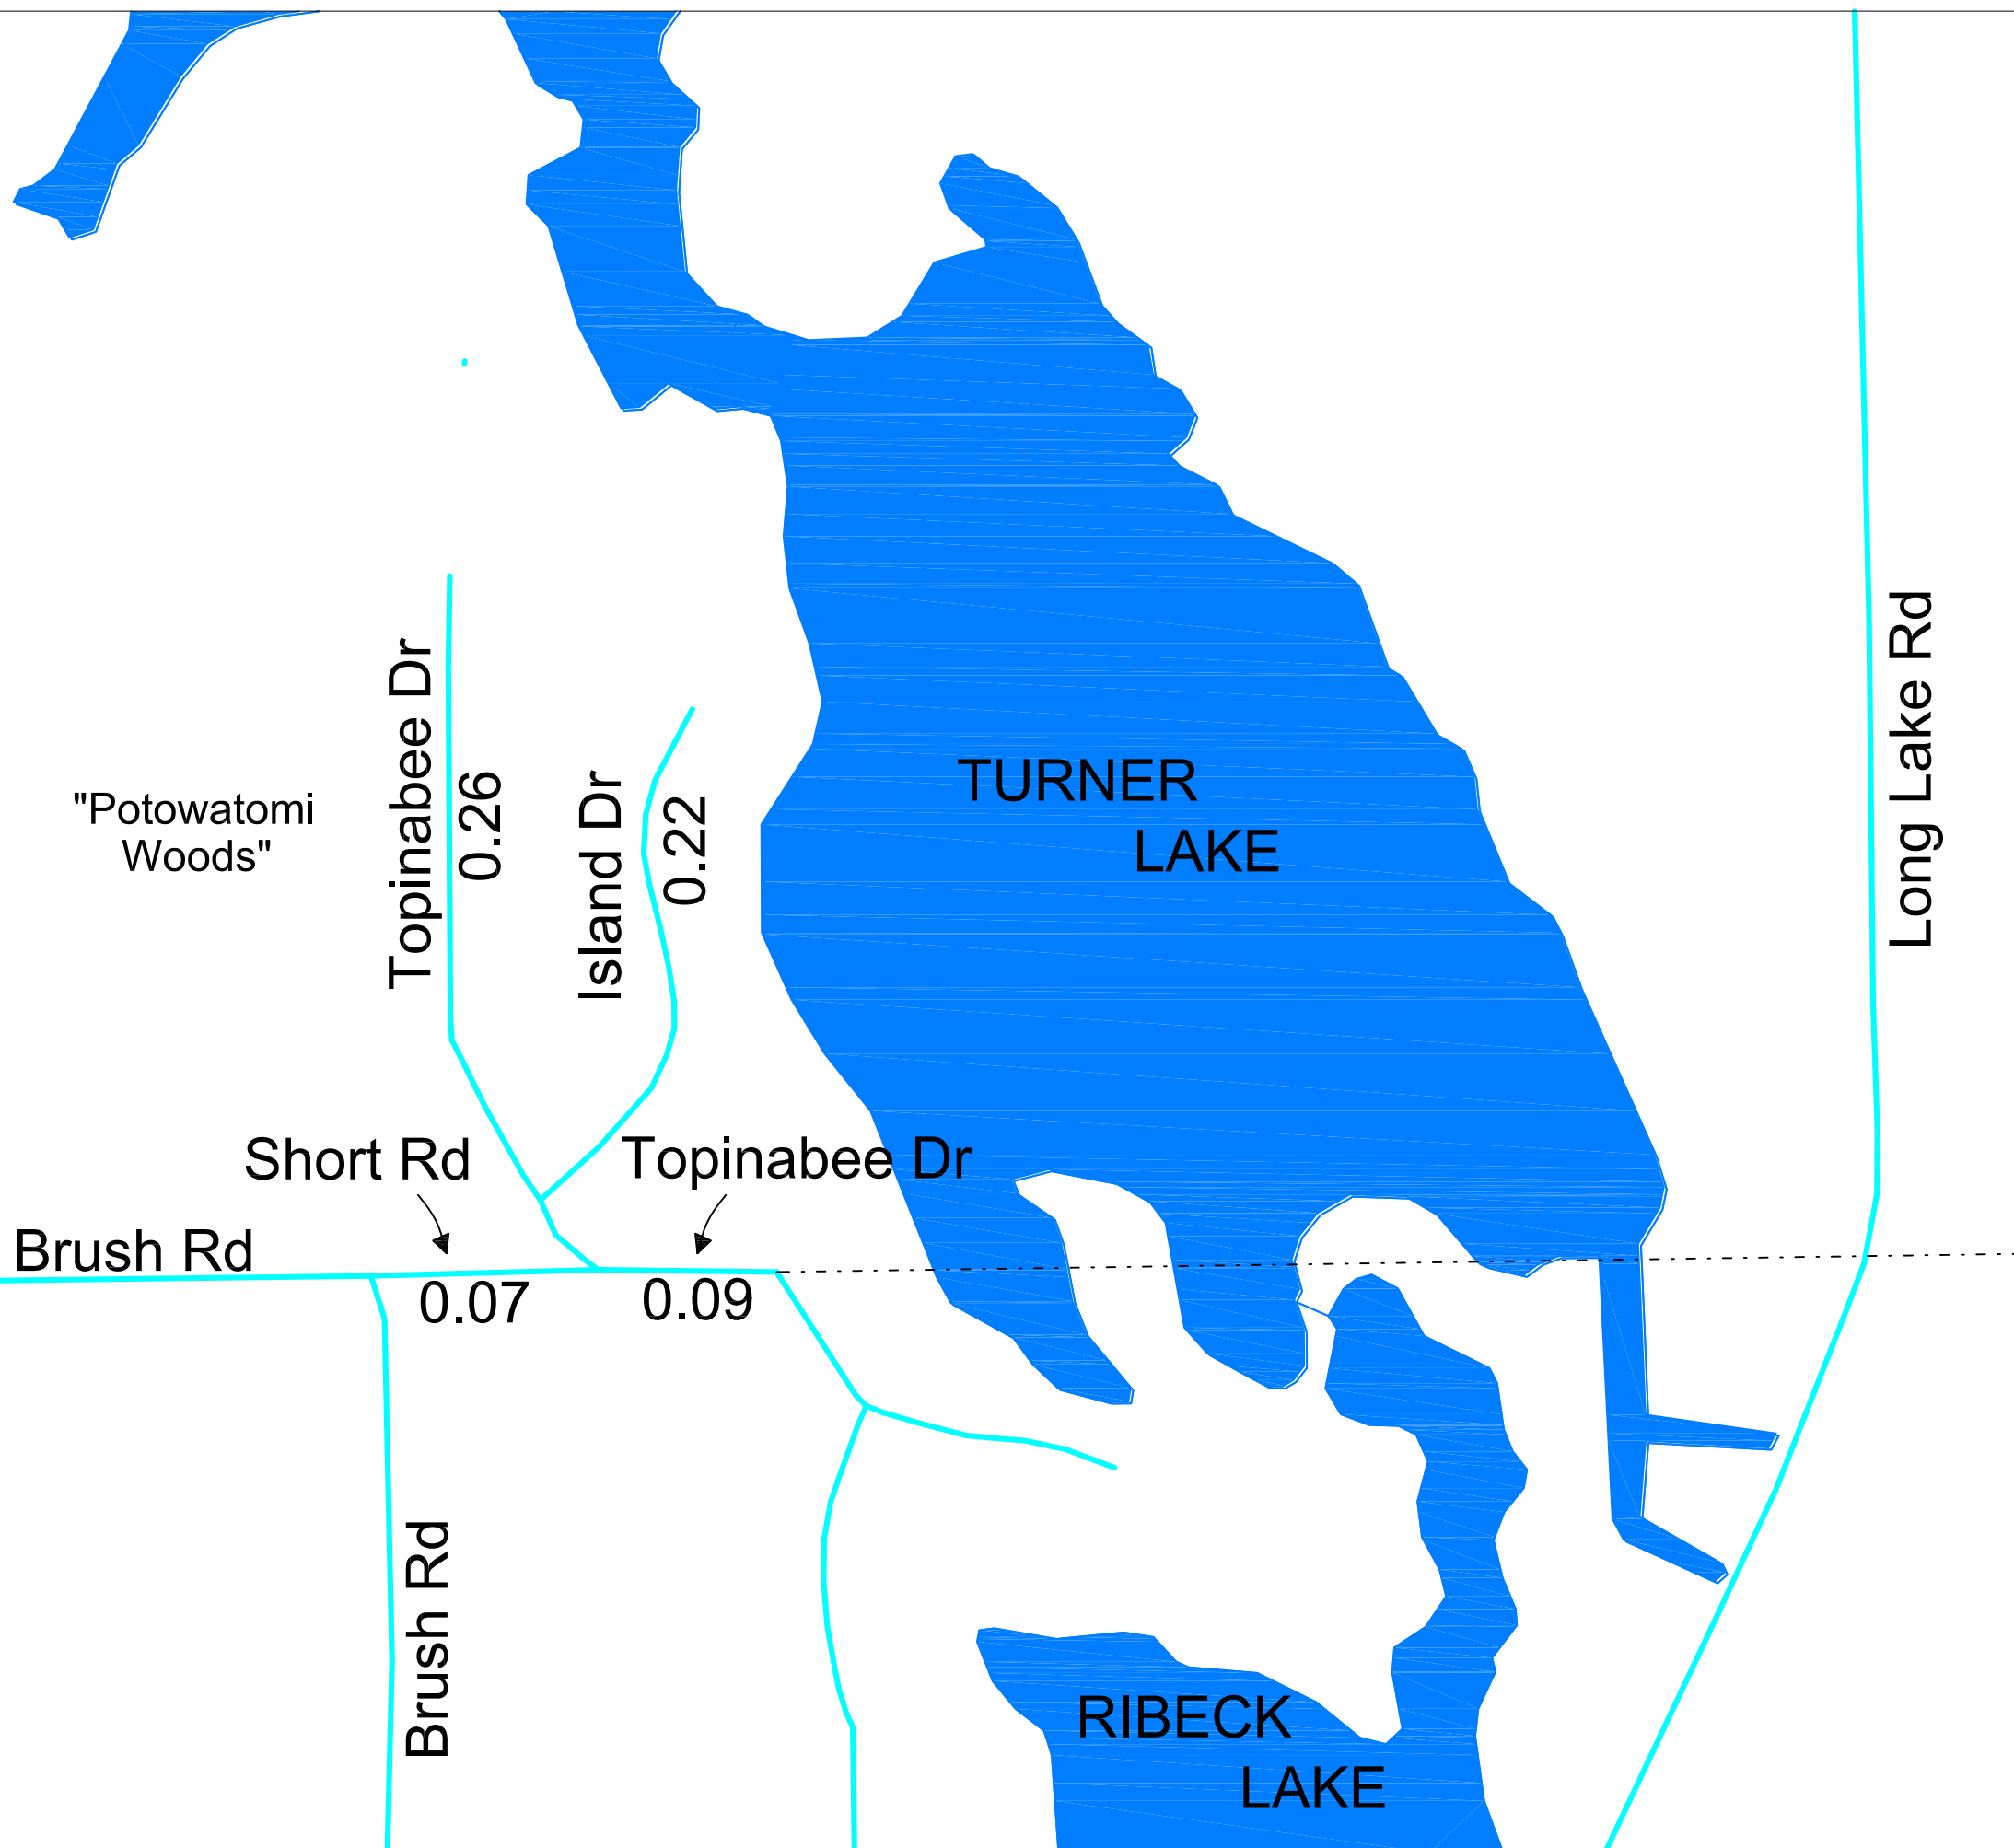 Topinabee Dr
0.26
Long Lake Rd
TURNER
LAKE
"Potowatomi
Woods"
Island Dr
0.22
Short Rd
Topinabee Dr
Brush Rd
0.07
0.09
Brush Rd
RIBECK
LAKE